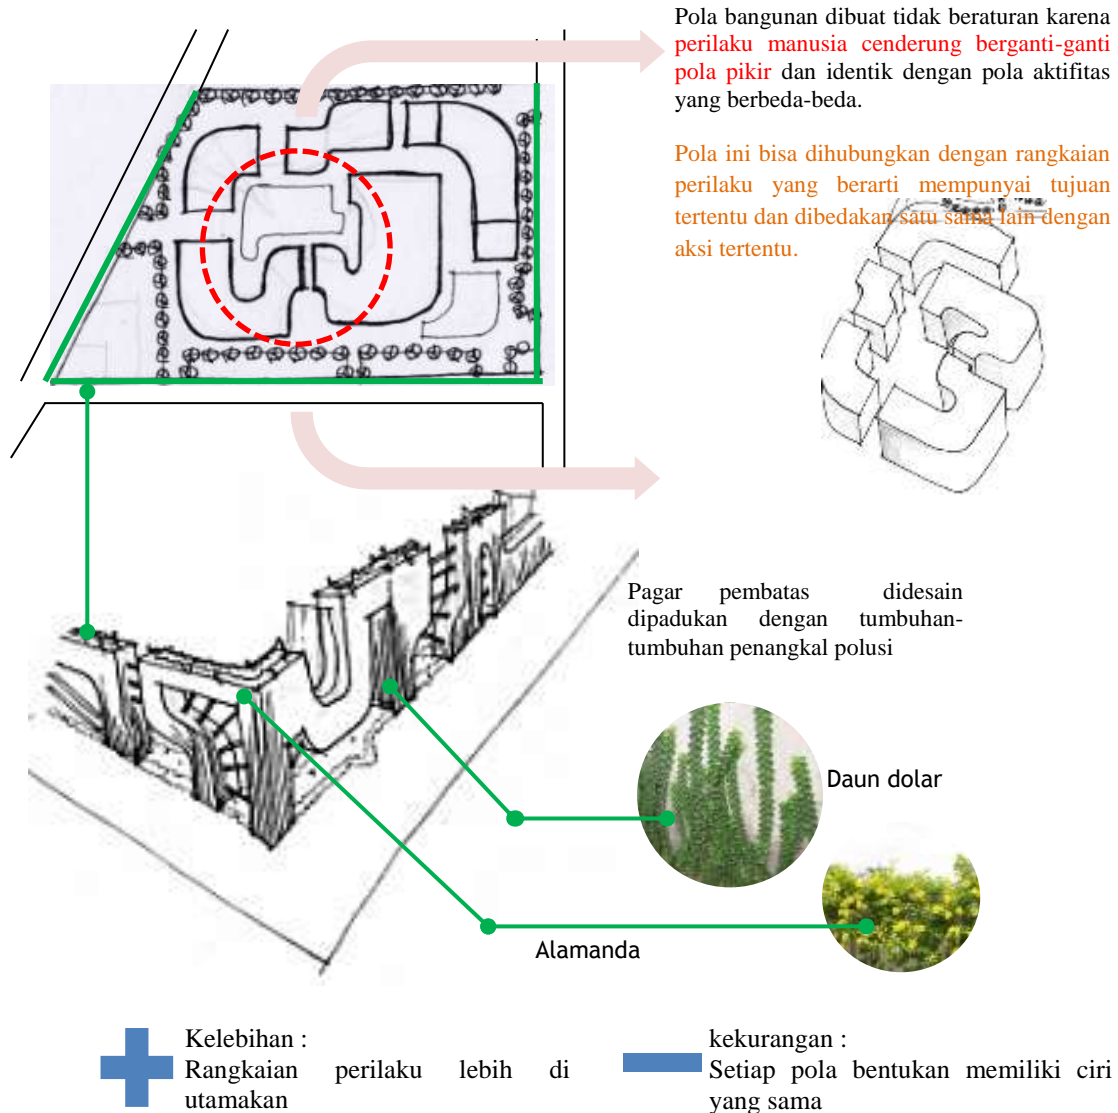 Pola bangunan dibuat tidak beraturan karena
perilaku manusia cenderung berganti-ganti
pola pikir dan identik dengan pola aktifitas
yang berbeda-beda.
Pola ini bisa dihubungkan dengan rangkaian
perilaku yang berarti mempunyai tujuan
tertentu dan dibedakan satu sama lain dengan
aksi tertentu.
Pagar pembatas didesain
dipadukan dengan tumbuhan-
tumbuhan penangkal polusi
Daun dolar
Alamanda
Kelebihan :
Rangkaian perilaku lebih di
utamakan
kekurangan :
Setiap pola bentukan memiliki ciri
yang sama